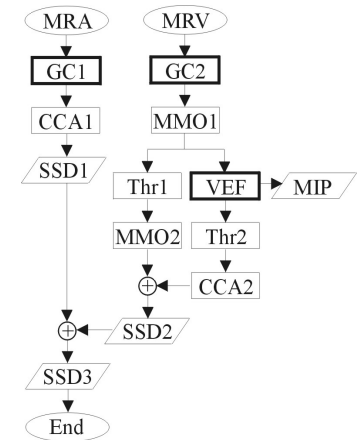 MRA MRV
GC1 GC2
CCA1 MMO1
SSD1 Thr1 VEF MIP
MMO2 Thr2
+ CCA2
+ SSD2
SSD3
End